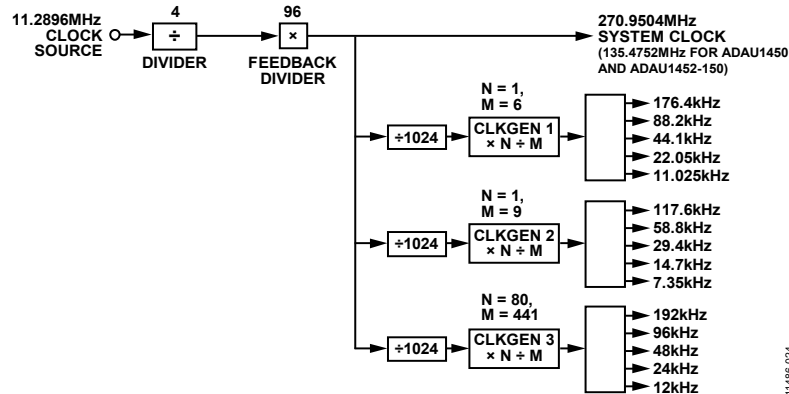 11.2896MHz
CLOCK
SOURCE
4
÷
DIVIDER
96
×
FEEDBACK
DIVIDER
270.9504MHz
SYSTEM CLOCK
(135.4752MHz FOR ADAU1450
AND ADAU1452-150)
N = 1,
M = 6
÷1024
CLKGEN 1
× N ÷ M
176.4kHz
88.2kHz
44.1kHz
22.05kHz
11.025kHz
N = 1,
M = 9
÷1024
CLKGEN 2
× N ÷ M
117.6kHz
58.8kHz
29.4kHz
14.7kHz
7.35kHz
N = 80,
M = 441
÷1024
CLKGEN 3
× N ÷ M
192kHz
96kHz
48kHz
24kHz
12kHz
11486-024